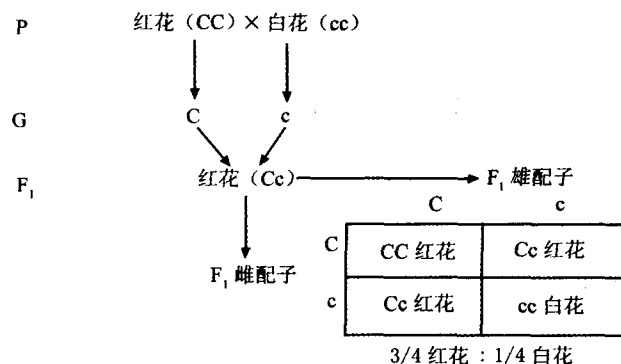 P 红花（CC）× 白花（cc）
G C c
F₁ 红花（Cc） F₁ 雄配子
C c
C CC 红花 Cc 红花
F₁ 雌配子
c Cc 红花 cc 白花
3/4 红花 : 1/4 白花